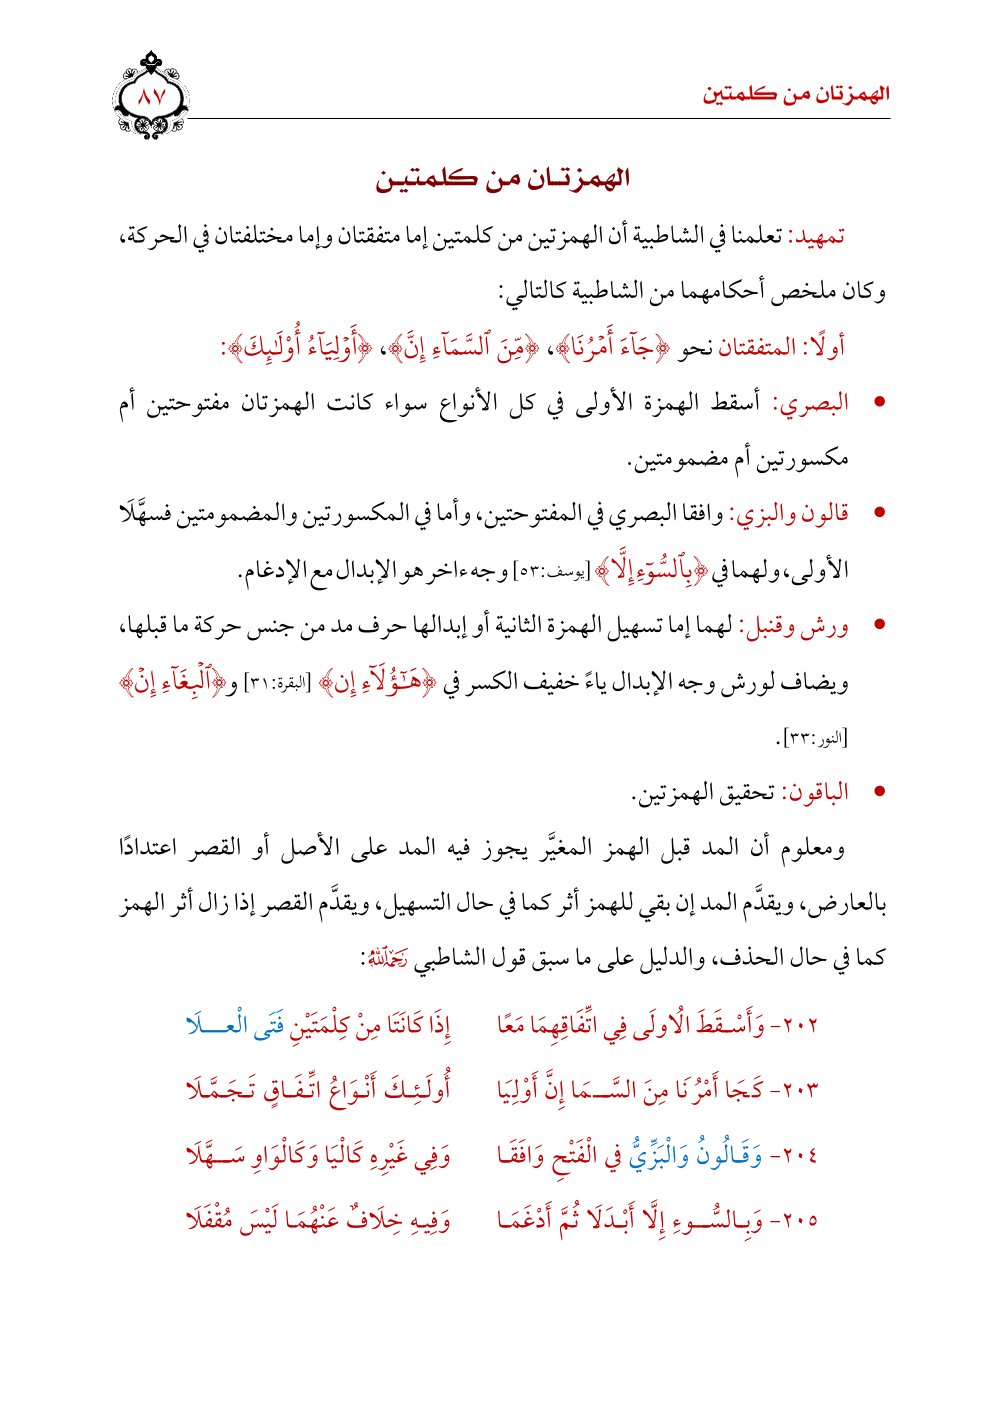 الهمزتان من كلمتين
٨٧
الهمزتـان من كلمتيـن
تمهيد: تعلمنا في الشاطبية أن الهمزتين من كلمتين إما متفقتان وإما مختلفتان في الحركة،
وكان ملخص أحكامهما من الشاطبية كالتالي:
أولًا: المتفقتان نحو ﴿جَآءَ أَمۡرُنَا﴾، ﴿مِّنَ ٱلسَّمَآءِ إِنَّ﴾، ﴿أَوۡلِيَآءُ أُوْلَٰٓئِكَ﴾:
• البصري: أسقط الهمزة الأولى في كل الأنواع سواء كانت الهمزتان مفتوحتين أم
مكسورتين أم مضمومتين.
• قالون والبزي: وافقا البصري في المفتوحتين، وأما في المكسورتين والمضمومتين فسهَّلَا
الأولى، ولهما في ﴿بِٱلسُّوٓءِ إِلَّا﴾ [يوسف:٥٣] وجه ءاخر هو الإبدال مع الإدغام.
• ورش وقنبل: لهما إما تسهيل الهمزة الثانية أو إبدالها حرف مد من جنس حركة ما قبلها،
ويضاف لورش وجه الإبدال ياءً خفيف الكسر في ﴿هَٰٓؤُلَآءِ إِن﴾ [البقرة:٣١] و﴿ٱلۡبِغَآءِ إِنۡ﴾
[النور:٣٣].
• الباقون: تحقيق الهمزتين.
ومعلوم أن المد قبل الهمز المغيَّر يجوز فيه المد على الأصل أو القصر اعتدادًا
بالعارض، ويقدَّم المد إن بقي للهمز أثر كما في حال التسهيل، ويقدَّم القصر إذا زال أثر الهمز
كما في حال الحذف، والدليل على ما سبق قول الشاطبي رَحِمَهُ ٱللَّهُ:
٢٠٢- وَأَسْـقَطَ الُاولَى فِي اتِّفَاقِهِمَا مَعًا إِذَا كَانَتَا مِنْ كِلْمَتَيْنِ فَتَى الْعـــلَا
٢٠٣- كَـجَا أَمْرُنَا مِنَ السَّـــمَا إِنَّ أَوْلِيَا أُولَـئِـكَ أَنْـوَاعُ اتِّـفَـاقٍ تَـجَـمَّـلَا
٢٠٤- وَقَـالُونُ وَالْبَزِّيُّ في الْفَتْحِ وَافَقَـا وَفِي غَيْرِهِ كَالْيَا وَكَالْوَاوِ سَـــهَّلَا
٢٠٥- وَبِـالسُّـــوءِ إِلَّا أَبْـدَلَا ثُمَّ أَدْغَمَـا وَفِيـهِ خِلَافٌ عَنْهُمَـا لَيْسَ مُقْفَلَا